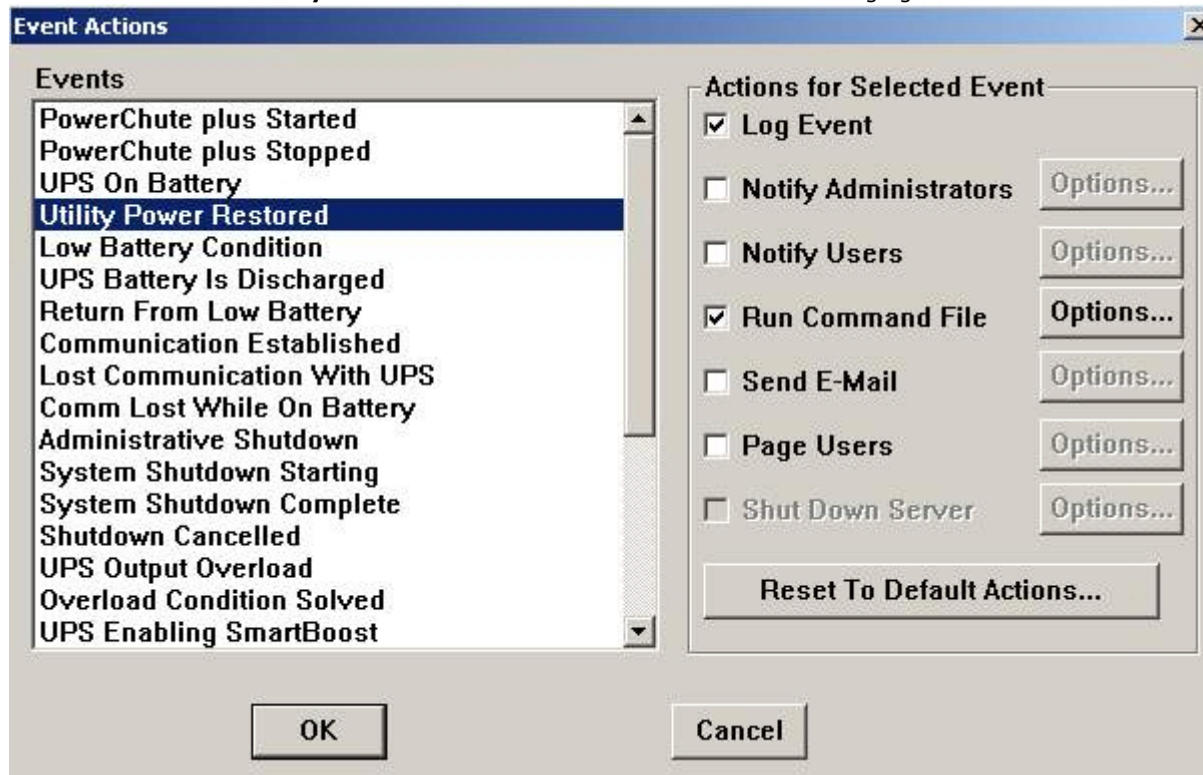 Event Actions
Events
PowerChute plus Started
PowerChute plus Stopped
UPS On Battery
Utility Power Restored
Low Battery Condition
UPS Battery Is Discharged
Return From Low Battery
Communication Established
Lost Communication With UPS
Comm Lost While On Battery
Administrative Shutdown
System Shutdown Starting
System Shutdown Complete
Shutdown Cancelled
UPS Output Overload
Overload Condition Solved
UPS Enabling SmartBoost
Actions for Selected Event
Log Event
Notify Administrators Options...
Notify Users Options...
Run Command File Options...
Send E-Mail Options...
Page Users Options...
Shut Down Server Options...
Reset To Default Actions...
OK Cancel